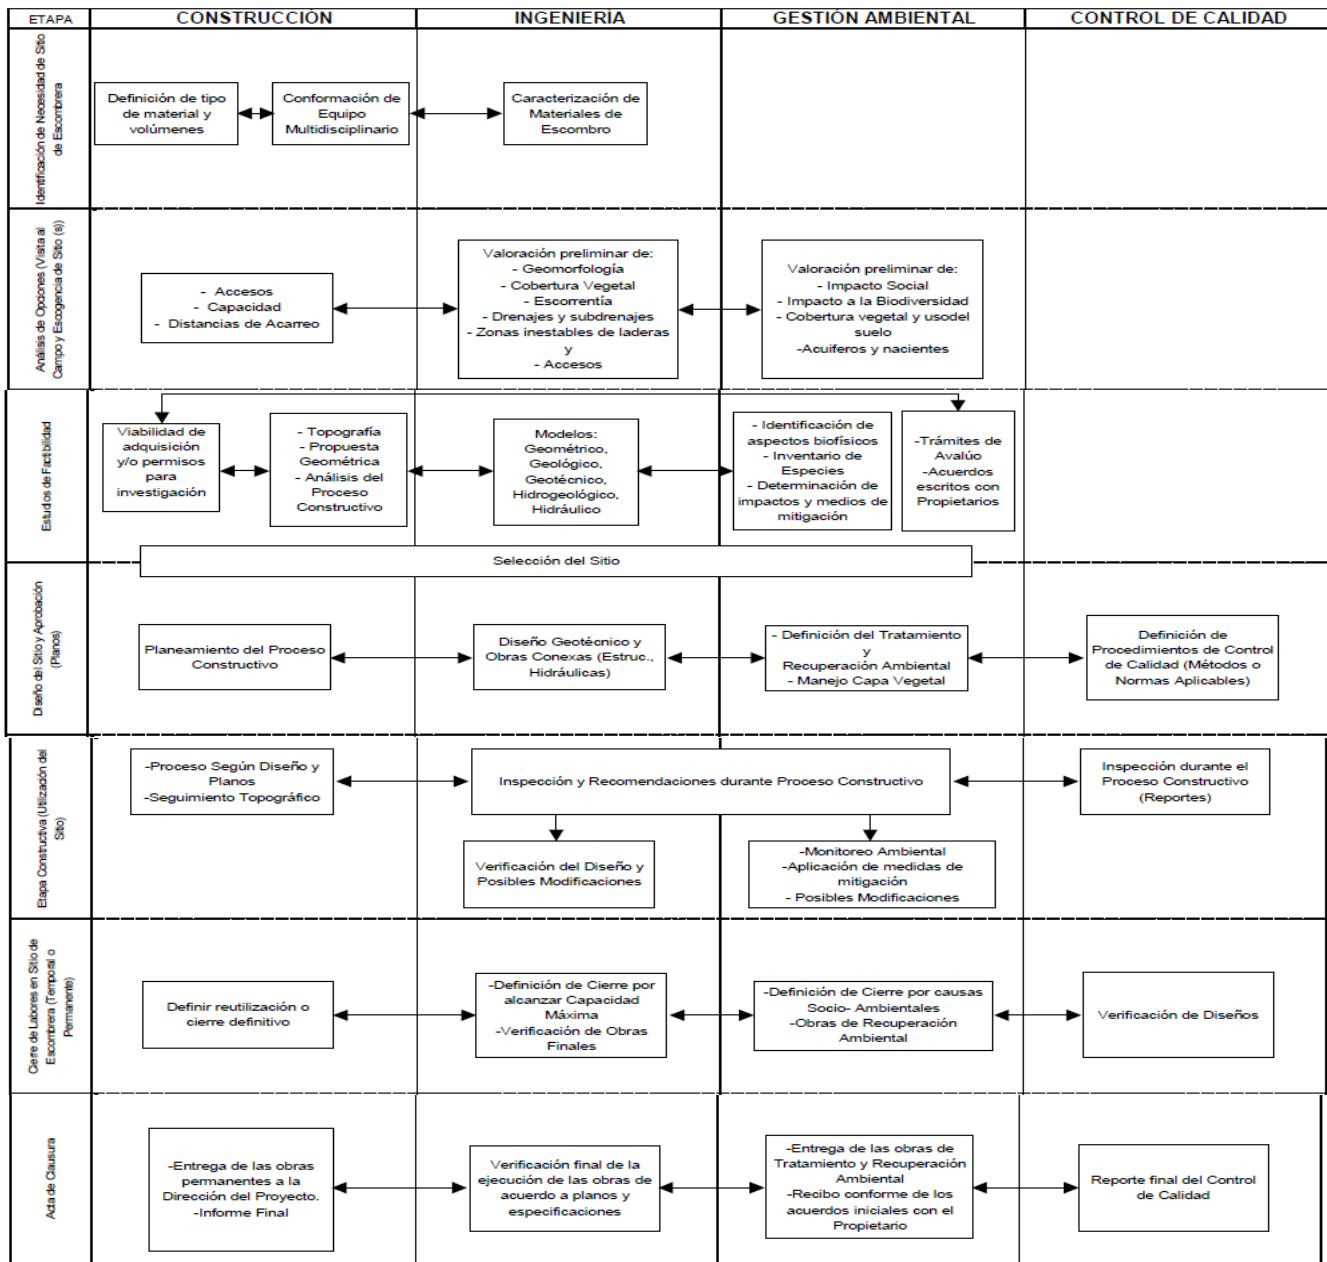 ETAPA
CONSTRUCCIÓN
INGENIERÍA
GESTIÓN AMBIENTAL
CONTROL DE CALIDAD
Identificación de Necesidad de Sitio
de Escombrera
Definición de tipo
de material y
volúmenes
Conformación de
Equipo
Multidisciplinario
Caracterización de
Materiales de
Escombro
Análisis de Opciones (Visita al
Campo y Escogencia de Sitio (s)
- Accesos
- Capacidad
- Distancias de Acarreo
Valoración preliminar de:
- Geomorfología
- Cobertura Vegetal
- Escorrentía
- Drenajes y subdrenajes
- Zonas inestables de laderas
y
- Accesos
Valoración preliminar de:
- Impacto Social
- Impacto a la Biodiversidad
- Cobertura vegetal y usodel
suelo
-Acuiferos y nacientes
Estudios de Factibilidad
Viabilidad de
adquisición
y/o permisos
para
investigación
- Topografía
- Propuesta
Geométrica
- Análisis del
Proceso
Constructivo
Modelos:
Geométrico,
Geológico,
Geotécnico,
Hidrogeológico,
Hidráulico
- Identificación de
aspectos biofísicos
- Inventario de
Especies
- Determinación de
impactos y medios de
mitigación
-Trámites de
Avalúo
-Acuerdos
escritos con
Propietarios
Selección del Sitio
Diseño del Sitio y Aprobación
(Planos)
Planeamiento del Proceso
Constructivo
Diseño Geotécnico y
Obras Conexas (Estruc.,
Hidráulicas)
- Definición del Tratamiento
y
Recuperación Ambiental
- Manejo Capa Vegetal
Definición de
Procedimientos de Control
de Calidad (Métodos o
Normas Aplicables)
Etapa Constructiva (Utilización del
Sitio)
-Proceso Según Diseño y
Planos
-Seguimiento Topográfico
Inspección y Recomendaciones durante Proceso Constructivo
Inspección durante el
Proceso Constructivo
(Reportes)
Verificación del Diseño y
Posibles Modificaciones
-Monitoreo Ambiental
-Aplicación de medidas de
mitigación
- Posibles Modificaciones
Cierre de Labores en Sitio de
Escombrera (Temporal o
Permanente)
Definir reutilización o
cierre definitivo
-Definición de Cierre por
alcanzar Capacidad
Máxima
-Verificación de Obras
Finales
-Definición de Cierre por causas
Socio- Ambientales
-Obras de Recuperación
Ambiental
Verificación de Diseños
Acta de Clausura
-Entrega de las obras
permanentes a la
Dirección del Proyecto.
-Informe Final
Verificación final de la
ejecución de las obras de
acuerdo a planos y
especificaciones
-Entrega de las obras de
Tratamiento y Recuperación
Ambiental
-Recibo conforme de los
acuerdos iniciales con el
Propietario
Reporte final del Control
de Calidad